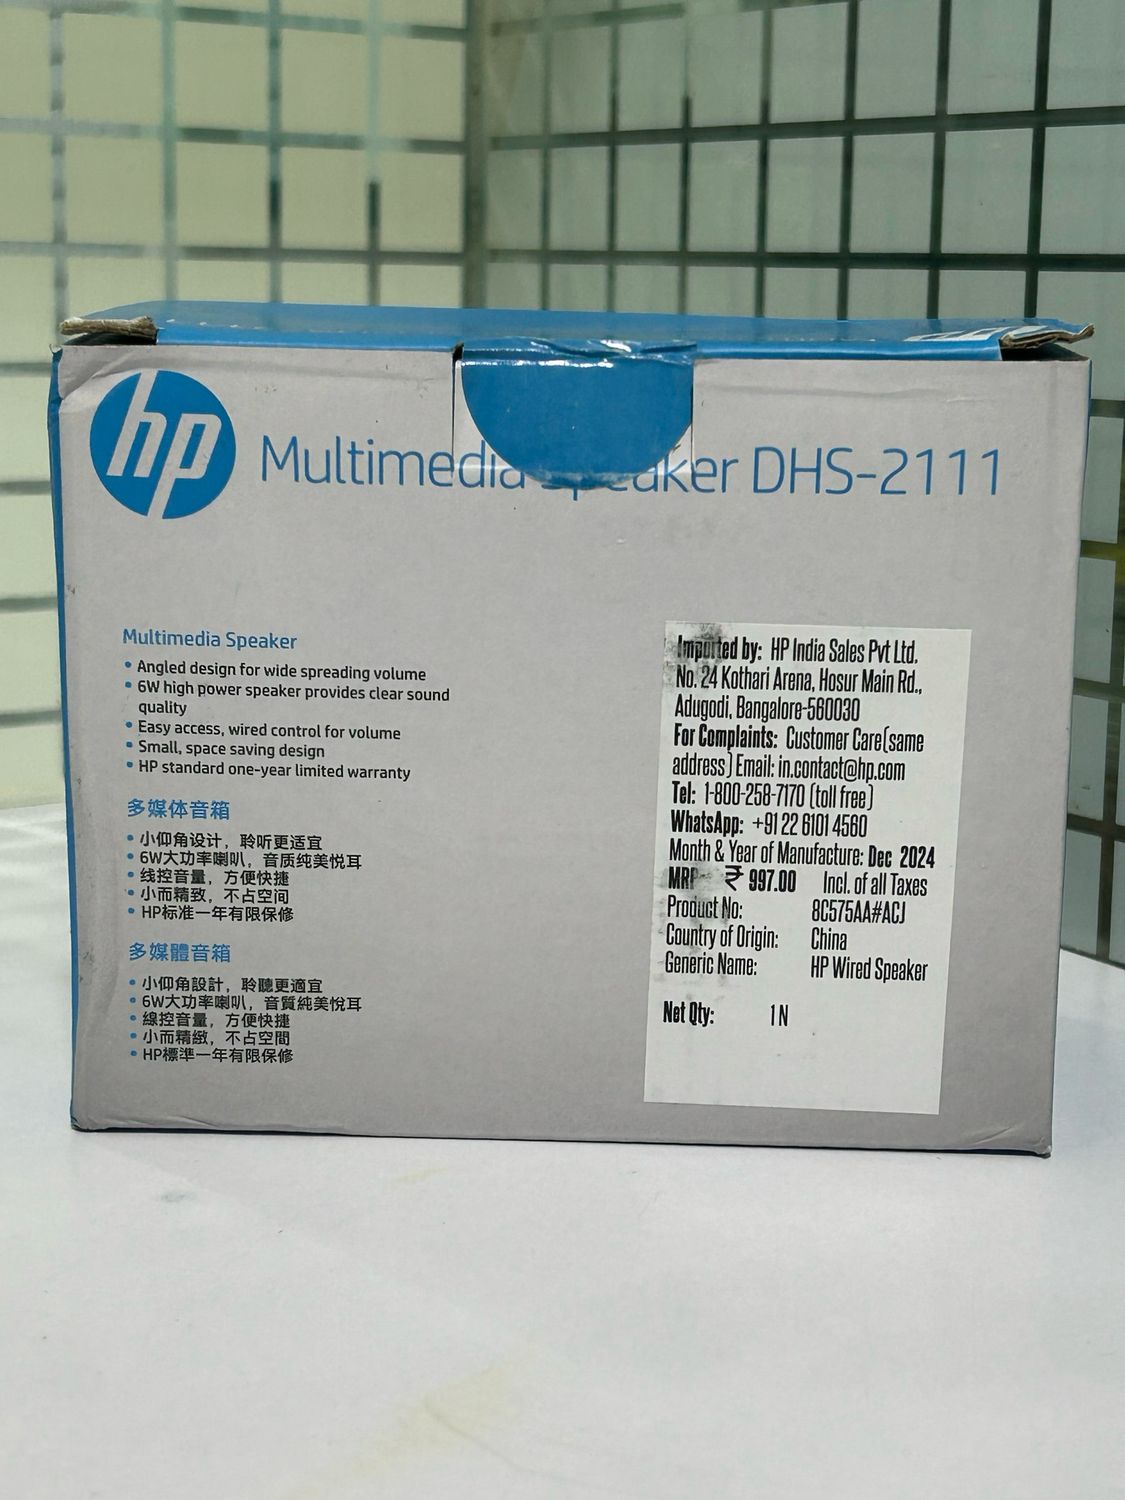 hp
Multimedia Speaker DHS-2111
Multimedia Speaker
• Angled design for wide spreading volume
• 6W high power speaker provides clear sound
quality
• Easy access, wired control for volume
• Small, space saving design
• HP standard one-year limited warranty
多媒体音箱
• 小仰角设计，聆听更适宜
• 6W大功率喇叭，音质纯美悦耳
• 线控音量，方便快捷
• 小而精致，不占空间
• HP标准一年有限保修
多媒體音箱
• 小仰角設計，聆聽更適宜
• 6W大功率喇叭，音質純美悅耳
• 線控音量，方便快捷
• 小而精緻，不占空間
• HP標準一年有限保修
Imported by: HP India Sales Pvt Ltd.
No. 24 Kothari Arena, Hosur Main Rd.,
Adugodi, Bangalore-560030
For Complaints: Customer Care(same
address) Email: in.contact@hp.com
Tel: 1-800-258-7170 (toll free)
WhatsApp: +91 22 6101 4560
Month & Year of Manufacture: Dec 2024
MRP ₹ 997.00 Incl. of all Taxes
Product No: 8C575AA#ACJ
Country of Origin: China
Generic Name: HP Wired Speaker
Net Qty: 1 N